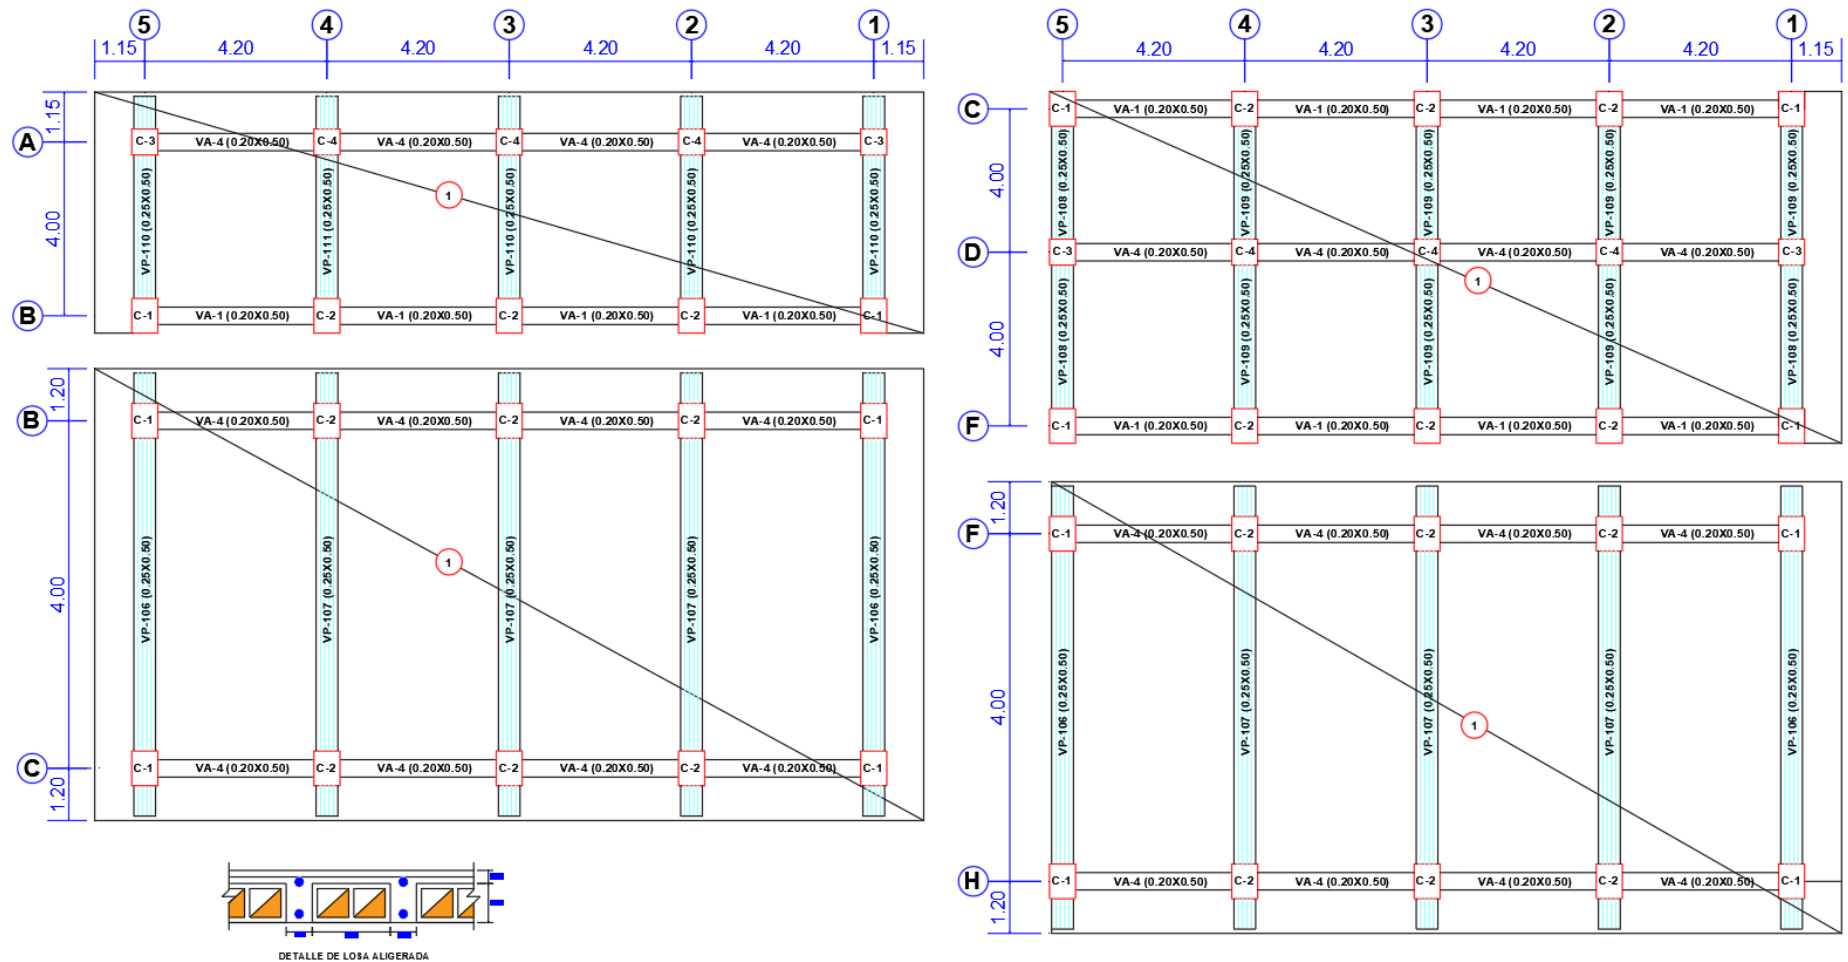 5 4 3 2 1
1.15 4.20 4.20 4.20 4.20 1.15
1.15
A C-3 VA-4 (0.20X0.50) C-4 VA-4 (0.20X0.50) C-4 VA-4 (0.20X0.50) C-4 VA-4 (0.20X0.50) C-3
1
4.00 VP-110 (0.25X0.50) VP-111 (0.25X0.50) VP-110 (0.25X0.50) VP-110 (0.25X0.50) VP-110 (0.25X0.50)
B C-1 VA-1 (0.20X0.50) C-2 VA-1 (0.20X0.50) C-2 VA-1 (0.20X0.50) C-2 VA-1 (0.20X0.50) C-1
1.20
B C-1 VA-4 (0.20X0.50) C-2 VA-4 (0.20X0.50) C-2 VA-4 (0.20X0.50) C-2 VA-4 (0.20X0.50) C-1
1
4.00 VP-106 (0.25X0.50) VP-107 (0.25X0.50) VP-107 (0.25X0.50) VP-107 (0.25X0.50) VP-106 (0.25X0.50)
C C-1 VA-4 (0.20X0.50) C-2 VA-4 (0.20X0.50) C-2 VA-4 (0.20X0.50) C-2 VA-4 (0.20X0.50) C-1
1.20
DETALLE DE LOSA ALIGERADA
5 4 3 2 1
4.20 4.20 4.20 4.20 1.15
C C-1 VA-1 (0.20X0.50) C-2 VA-1 (0.20X0.50) C-2 VA-1 (0.20X0.50) C-2 VA-1 (0.20X0.50) C-1
4.00 VP-108 (0.25X0.50) VP-109 (0.25X0.50) VP-109 (0.25X0.50) VP-109 (0.25X0.50) VP-108 (0.25X0.50)
D C-3 VA-4 (0.20X0.50) C-4 VA-4 (0.20X0.50) C-4 VA-4 (0.20X0.50) C-4 VA-4 (0.20X0.50) C-3
1
4.00 VP-108 (0.25X0.50) VP-109 (0.25X0.50) VP-109 (0.25X0.50) VP-109 (0.25X0.50) VP-108 (0.25X0.50)
F C-1 VA-1 (0.20X0.50) C-2 VA-1 (0.20X0.50) C-2 VA-1 (0.20X0.50) C-2 VA-1 (0.20X0.50) C-1
1.20
F C-1 VA-4 (0.20X0.50) C-2 VA-4 (0.20X0.50) C-2 VA-4 (0.20X0.50) C-2 VA-4 (0.20X0.50) C-1
4.00 VP-106 (0.25X0.50) VP-107 (0.25X0.50) VP-107 (0.25X0.50) VP-107 (0.25X0.50) VP-106 (0.25X0.50)
1
H C-1 VA-4 (0.20X0.50) C-2 VA-4 (0.20X0.50) C-2 VA-4 (0.20X0.50) C-2 VA-4 (0.20X0.50) C-1
1.20